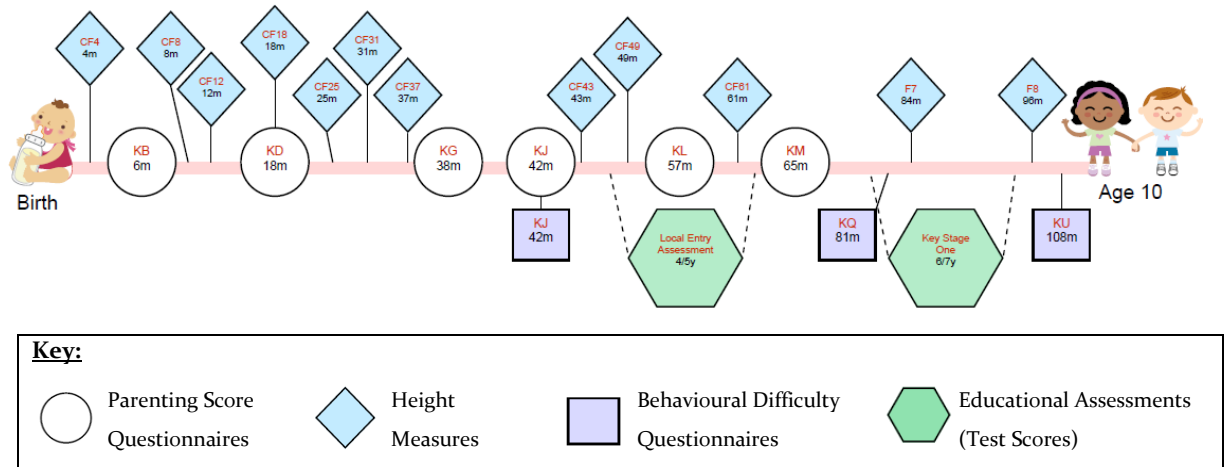 CF4
4m
CF8
8m
CF12
12m
CF18
18m
CF25
25m
CF31
31m
CF37
37m
CF43
43m
CF49
49m
CF61
61m
F7
84m
F8
96m
KB
6m
KD
18m
KG
38m
KJ
42m
KL
57m
KM
65m
Birth
Age 10
KJ
42m
Local Entry
Assessment
4/5y
KQ
81m
Key Stage
One
6/7y
KU
108m
Key:
Parenting Score
Questionnaires
Height
Measures
Behavioural Difficulty
Questionnaires
Educational Assessments
(Test Scores)